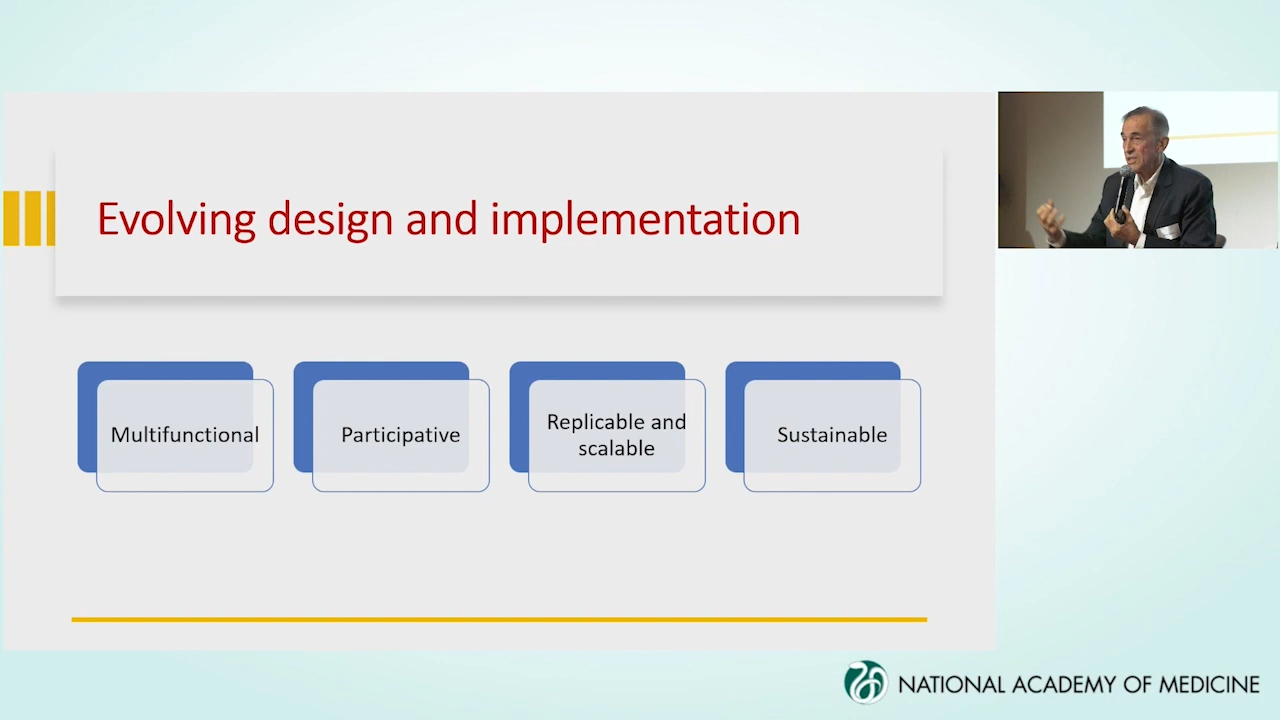 Evolving design and implementation
Multifunctional
Participative
Replicable and
scalable
Sustainable
NATIONAL ACADEMY OF MEDICINE